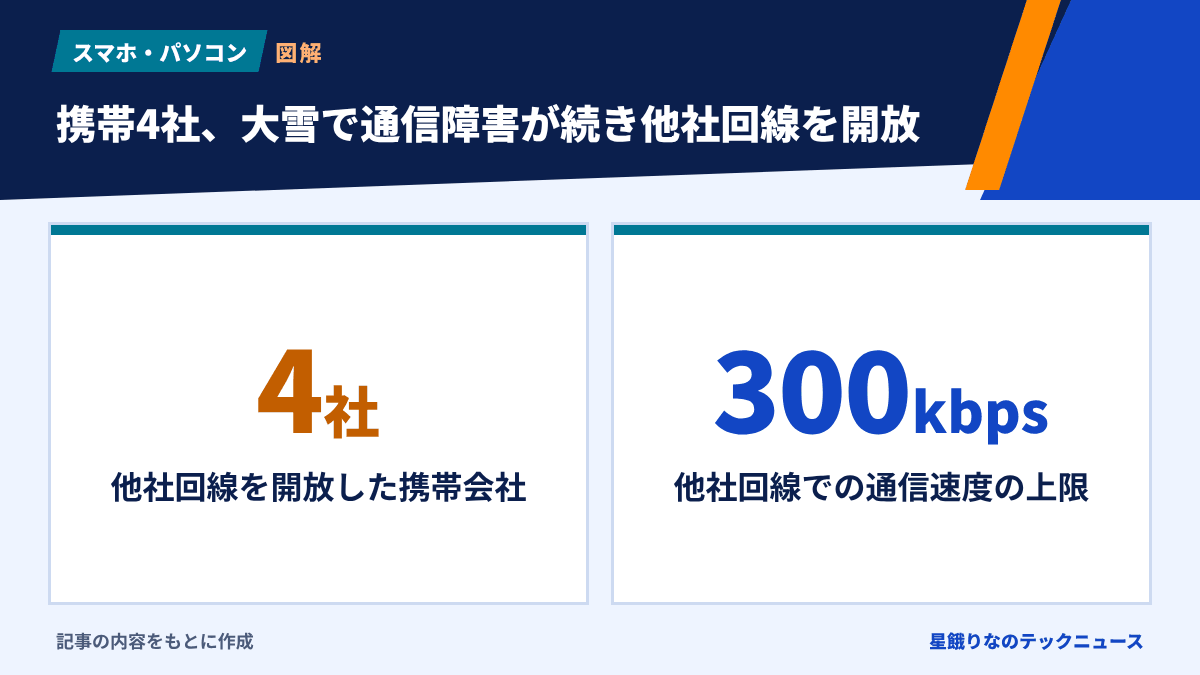 スマホ・パソコン 図解
携帯4社、大雪で通信障害が続き他社回線を開放
4社
他社回線を開放した携帯会社
300kbps
他社回線での通信速度の上限
記事の内容をもとに作成
星餓りなのテックニュース